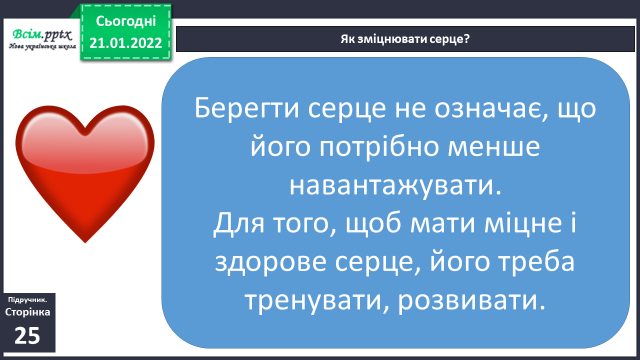 Всім.pptx
Нова українська школа
Сьогодні
21.01.2022
Як зміцнювати серце?
Берегти серце не означає, що
його потрібно менше
навантажувати.
Для того, щоб мати міцне і
здорове серце, його треба
тренувати, розвивати.
Підручник.
Сторінка
25